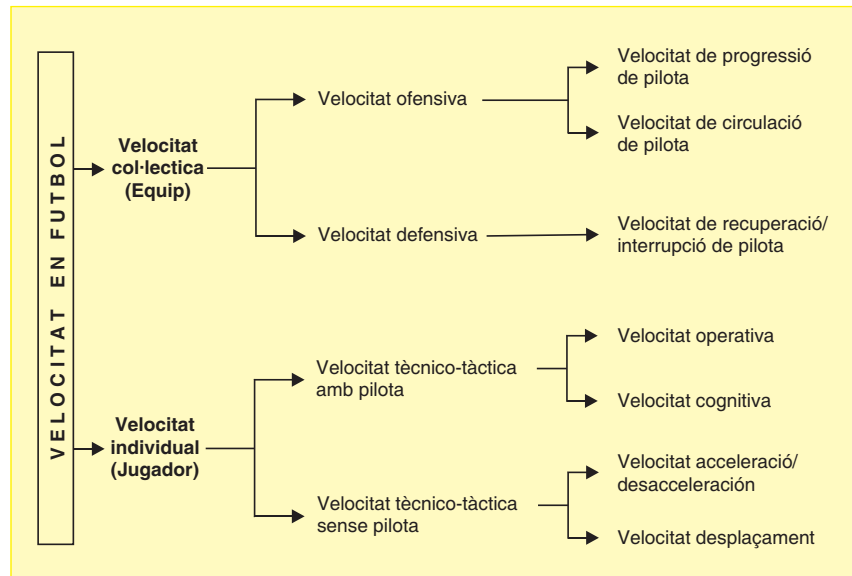 VELOCITAT EN FUTBOL
Velocitat
col·lectica
(Equip)
Velocitat ofensiva
Velocitat de progressió
de pilota
Velocitat de circulació
de pilota
Velocitat defensiva
Velocitat de recuperació/
interrupció de pilota
Velocitat
individual
(Jugador)
Velocitat tècnico-tàctica
amb pilota
Velocitat operativa
Velocitat cognitiva
Velocitat tècnico-tàctica
sense pilota
Velocitat acceleració/
desacceleración
Velocitat desplaçament